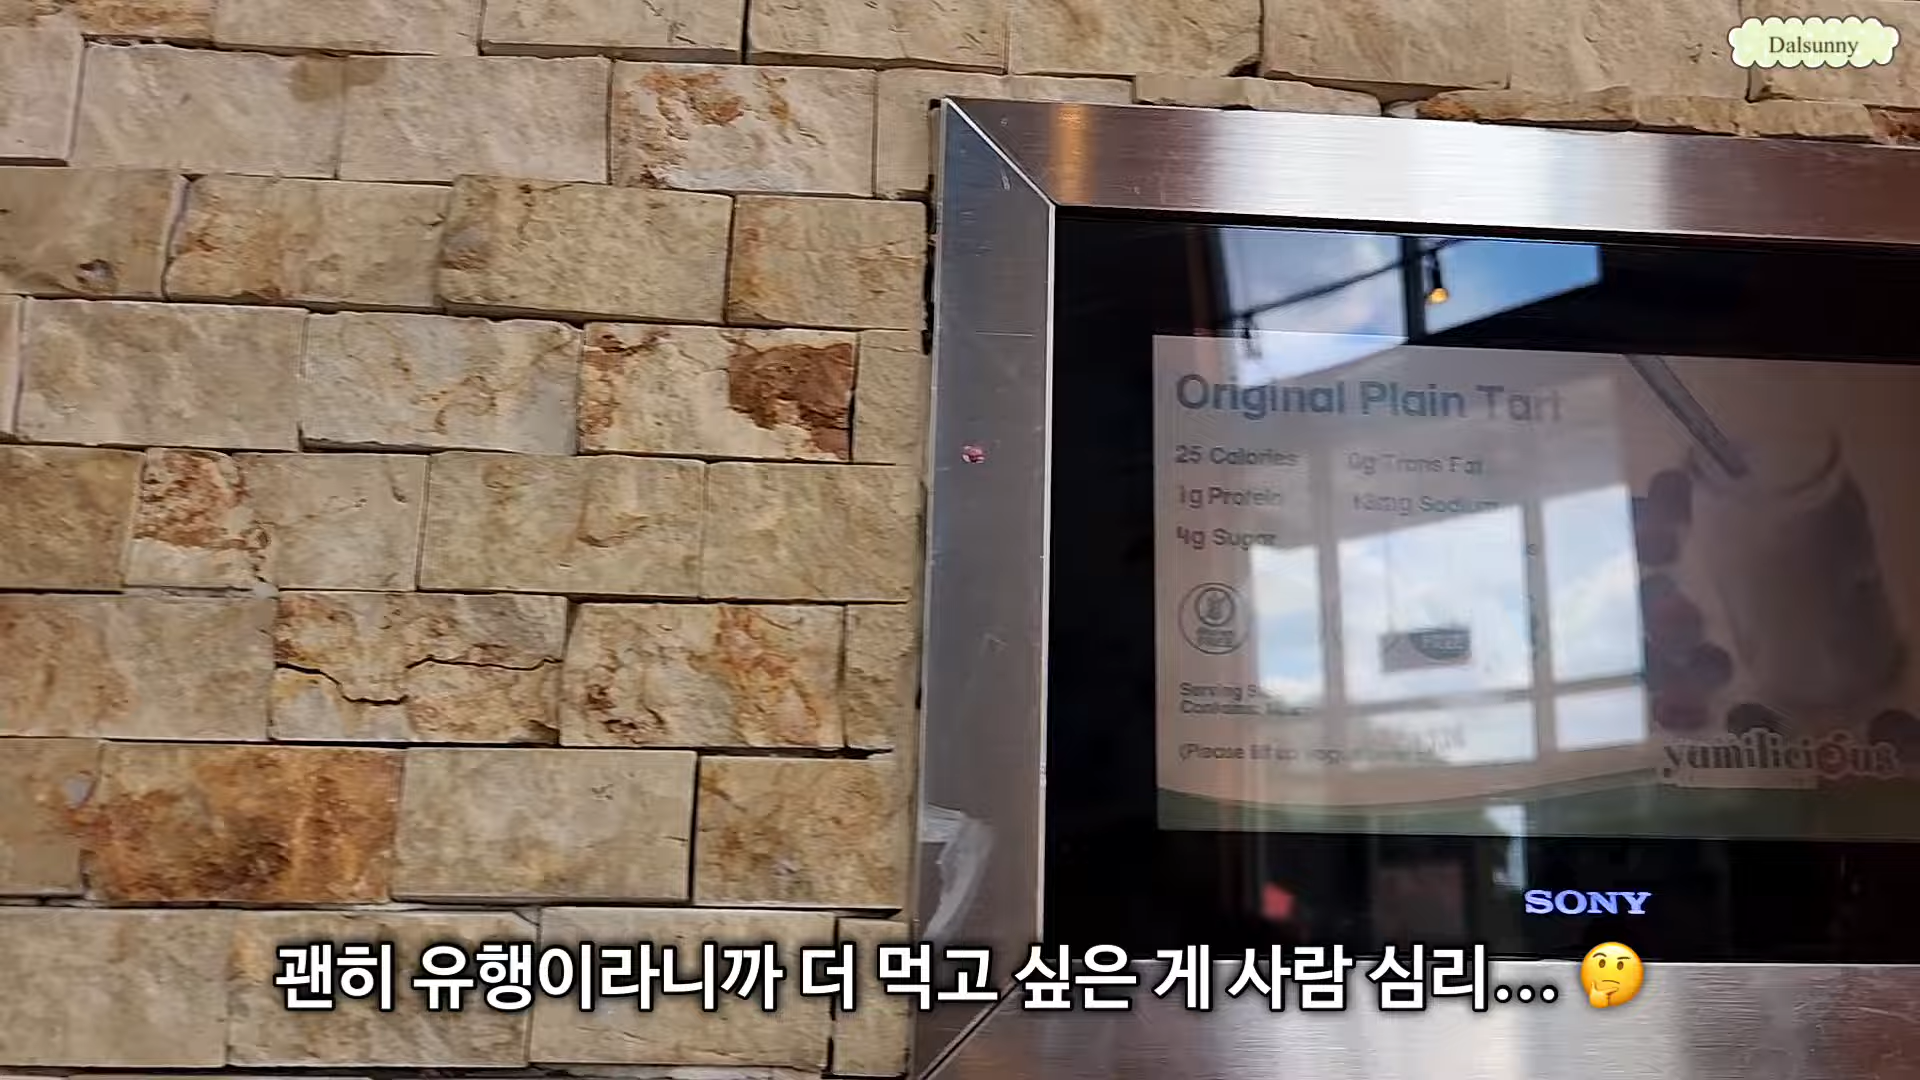 Dalsunny
Original Plain Tart
25 Calories
0g Trans Fat
1g Protein
4g Sugar
yumilicious
SONY
괜히 유행이라니까 더 먹고 싶은 게 사람 심리... 🤔